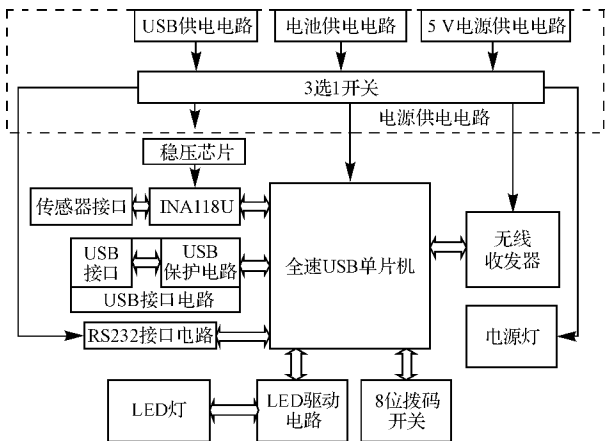 USB供电电路 电池供电电路 5 V电源供电电路
3选1开关
电源供电电路
稳压芯片
传感器接口 INA118U
全速USB单片机
无线
收发器
USB
接口
USB
保护电路
USB接口电路
RS232接口电路
电源灯
LED灯
LED驱动
电路
8位拨码
开关